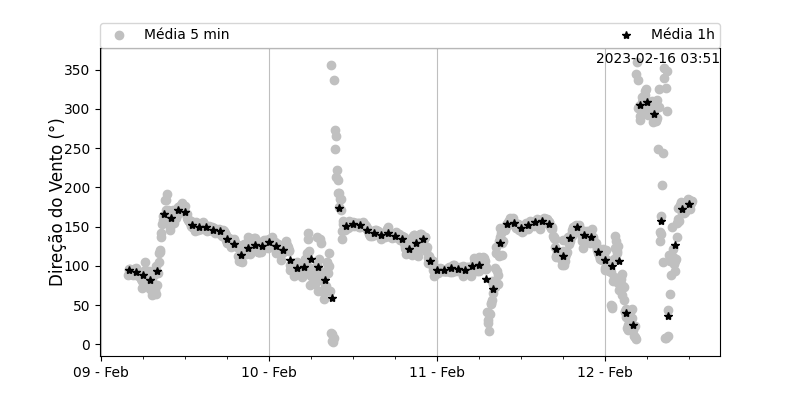 Média 5 min
Média 1h
2023-02-16 03:51
Direção do Vento (°)
350
300
250
200
150
100
50
0
09 - Feb
10 - Feb
11 - Feb
12 - Feb